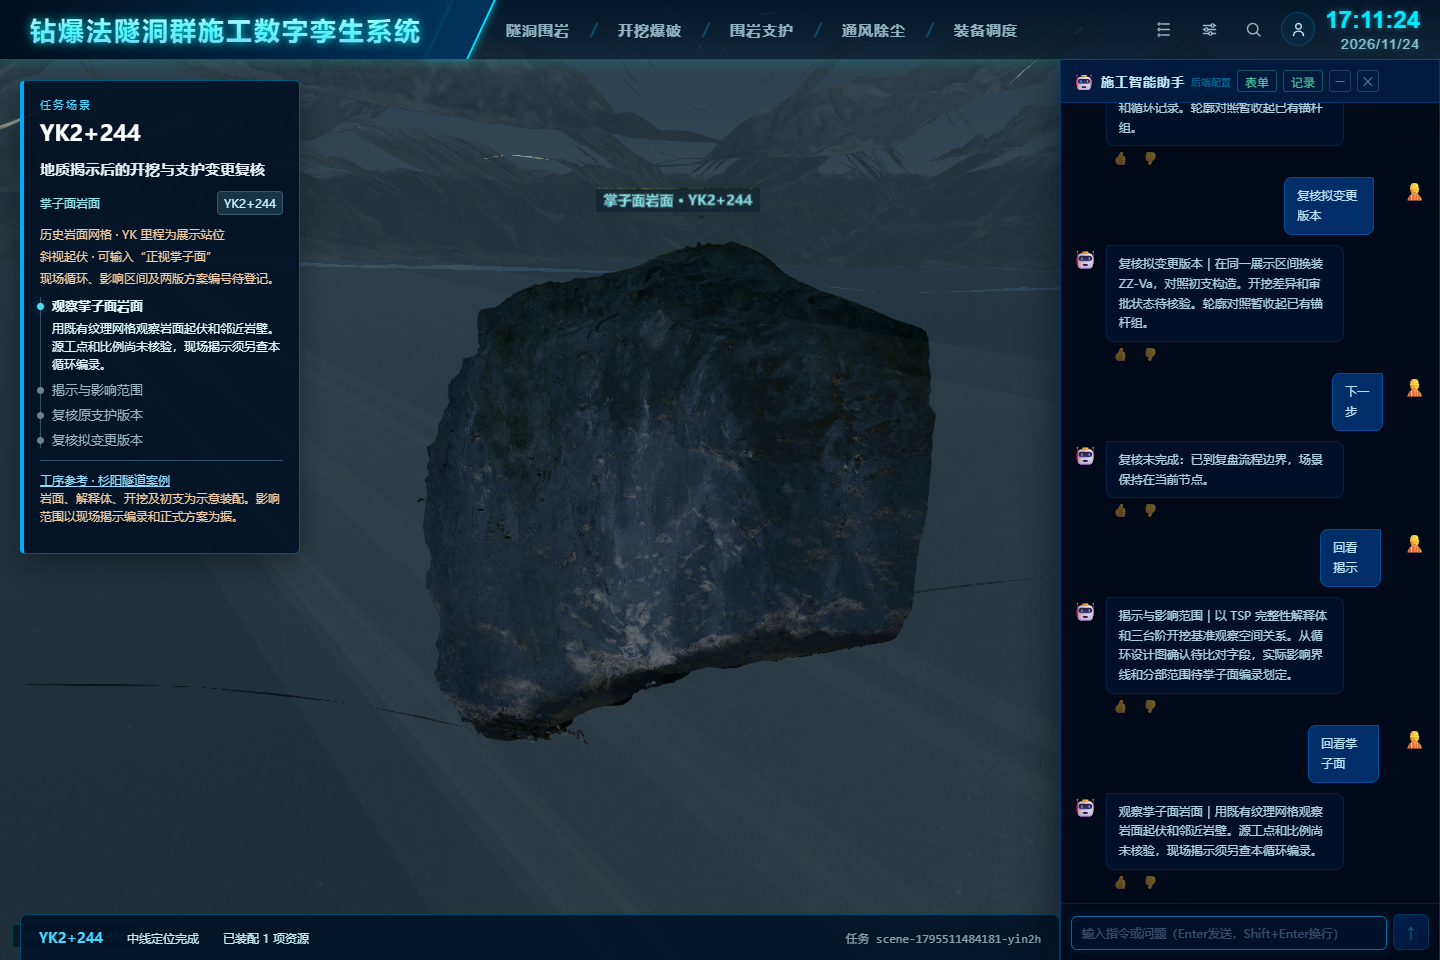 钻爆法隧洞群施工数字孪生系统
隧洞围岩 / 开挖爆破 / 围岩支护 / 通风除尘 / 装备调度
17:11:24
2026/11/24
任务场景
YK2+244
地质揭示后的开挖与支护变更复核
掌子面岩面 YK2+244
历史岩面网格 · YK 里程为展示站位
斜视起伏 · 可输入“正视掌子面”
现场循环、影响区间及两版方案编号待登记。
观察掌子面岩面
用既有纹理网格观察岩面起伏和邻近岩壁。
源工点和比例尚未核验，现场揭示须另查本
循环编录。
揭示与影响范围
复核原支护版本
复核拟变更版本
工序参考 · 杉阳隧道案例
岩面、解释体、开挖及初支为示意装配。影响
范围以现场揭示编录和正式方案为据。
掌子面岩面 · YK2+244
施工智能助手 后端配置 表单 记录
和循环记录。轮廓对照暂收起已有锚杆
组。
复核拟变更
版本
复核拟变更版本 | 在同一展示区间换装
ZZ-Va，对照初支构造。开挖差异和审
批状态待核验。轮廓对照暂收起已有锚
杆组。
下一
步
复核未完成：已到复盘流程边界，场景
保持在当前节点。
回看
揭示
揭示与影响范围 | 以 TSP 完整性解释体
和三台阶开挖基准观察空间关系。从循
环设计图确认待比对字段，实际影响界
线和分部范围待掌子面编录划定。
回看掌
子面
观察掌子面岩面 | 用既有纹理网格观察
岩面起伏和邻近岩壁。源工点和比例尚
未核验，现场揭示须另查本循环编录。
输入指令或问题（Enter发送，Shift+Enter换行）
YK2+244 中线定位完成 已装配 1 项资源 任务 scene-1795511484181-yin2h